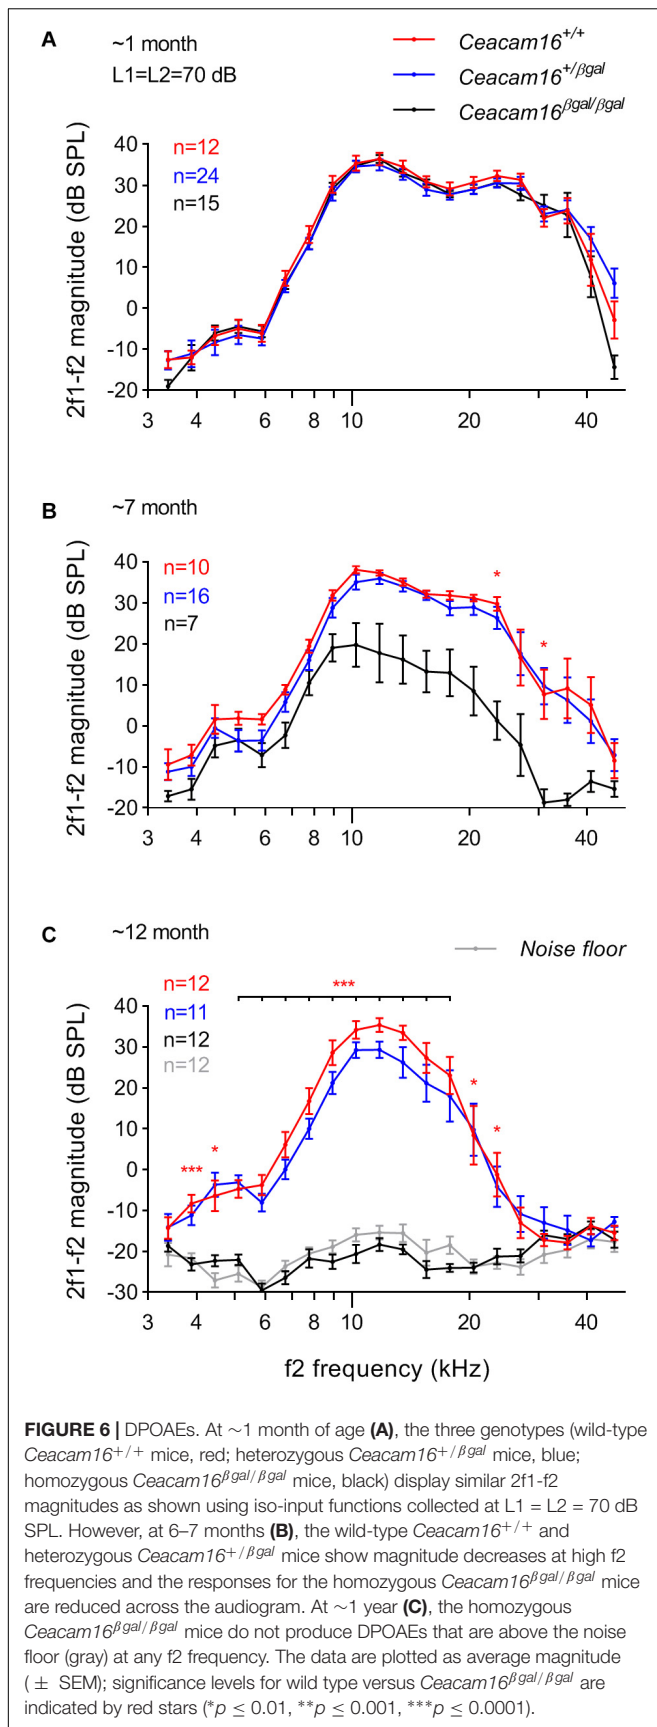 A
~1 month
L1=L2=70 dB
Ceacam16+/+
Ceacam16+/βgal
Ceacam16βgal/βgal
n=12
n=24
n=15
2f1-f2 magnitude (dB SPL)
40
30
20
10
0
-10
-20
3 4 6 8 10 20 40
B
~7 month
n=10
n=16
n=7
2f1-f2 magnitude (dB SPL)
40
30
20
10
0
-10
-20
*
*
3 4 6 8 10 20 40
C
~12 month
Noise floor
n=12
n=11
n=12
n=12
2f1-f2 magnitude (dB SPL)
40
30
20
10
0
-10
-20
-30
***
*
***
*
*
3 4 6 8 10 20 40
f2 frequency (kHz)
FIGURE 6 | DPOAEs. At ∼1 month of age (A), the three genotypes (wild-type
Ceacam16+/+ mice, red; heterozygous Ceacam16+/βgal mice, blue;
homozygous Ceacam16βgal/βgal mice, black) display similar 2f1-f2
magnitudes as shown using iso-input functions collected at L1 = L2 = 70 dB
SPL. However, at 6–7 months (B), the wild-type Ceacam16+/+ and
heterozygous Ceacam16+/βgal mice show magnitude decreases at high f2
frequencies and the responses for the homozygous Ceacam16βgal/βgal mice
are reduced across the audiogram. At ∼1 year (C), the homozygous
Ceacam16βgal/βgal mice do not produce DPOAEs that are above the noise
floor (gray) at any f2 frequency. The data are plotted as average magnitude
(± SEM); significance levels for wild type versus Ceacam16βgal/βgal are
indicated by red stars (*p ≤ 0.01, **p ≤ 0.001, ***p ≤ 0.0001).